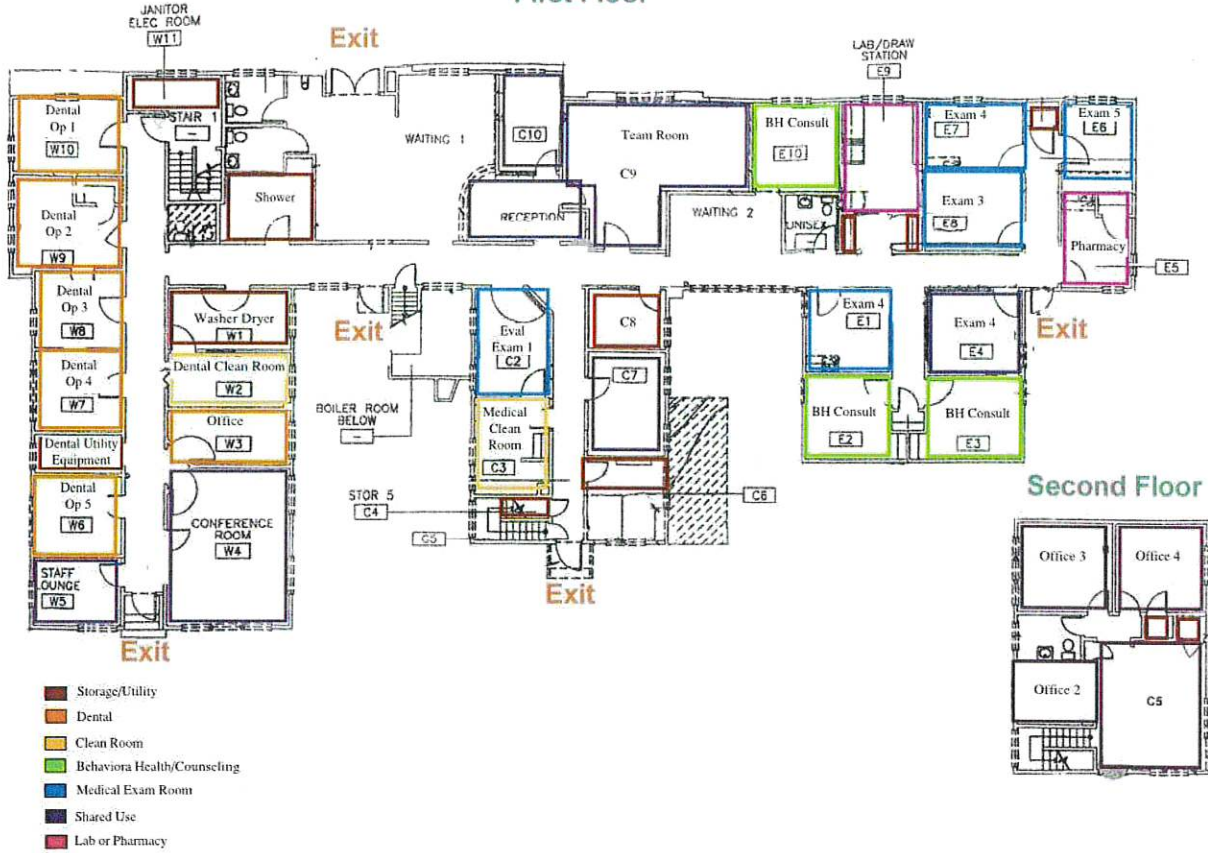 First Floor
JANITOR
ELEC ROOM
W11
Exit
LAB/DRAW
STATION
E9
Dental
Op 1
W10
STAIR 1
WAITING 1
C10
Team Room
C9
BH Consult
E10
Exam 4
E7
Exam 5
E6
Dental
Op 2
W9
Shower
RECEPTION
WAITING 2
UNISEX
Exam 3
E8
Pharmacy
E5
Dental
Op 3
W8
Washer Dryer
W1
Exit
Eval
Exam 1
C2
C8
Exam 4
E1
Exam 4
E4
Exit
Dental
Op 4
W7
Dental Clean Room
W2
C7
BOILER ROOM
BELOW
Office
W3
Medical
Clean
Room
C3
BH Consult
E2
BH Consult
E3
Dental Utility
Equipment
Dental
Op 5
W6
CONFERENCE
ROOM
W4
STOR 5
C4
C5
C6
STAFF
LOUNGE
W5
Exit
Exit
Second Floor
Office 3
Office 4
Office 2
C5
Storage/Utility
Dental
Clean Room
Behaviora Health/Counseling
Medical Exam Room
Shared Use
Lab or Pharmacy